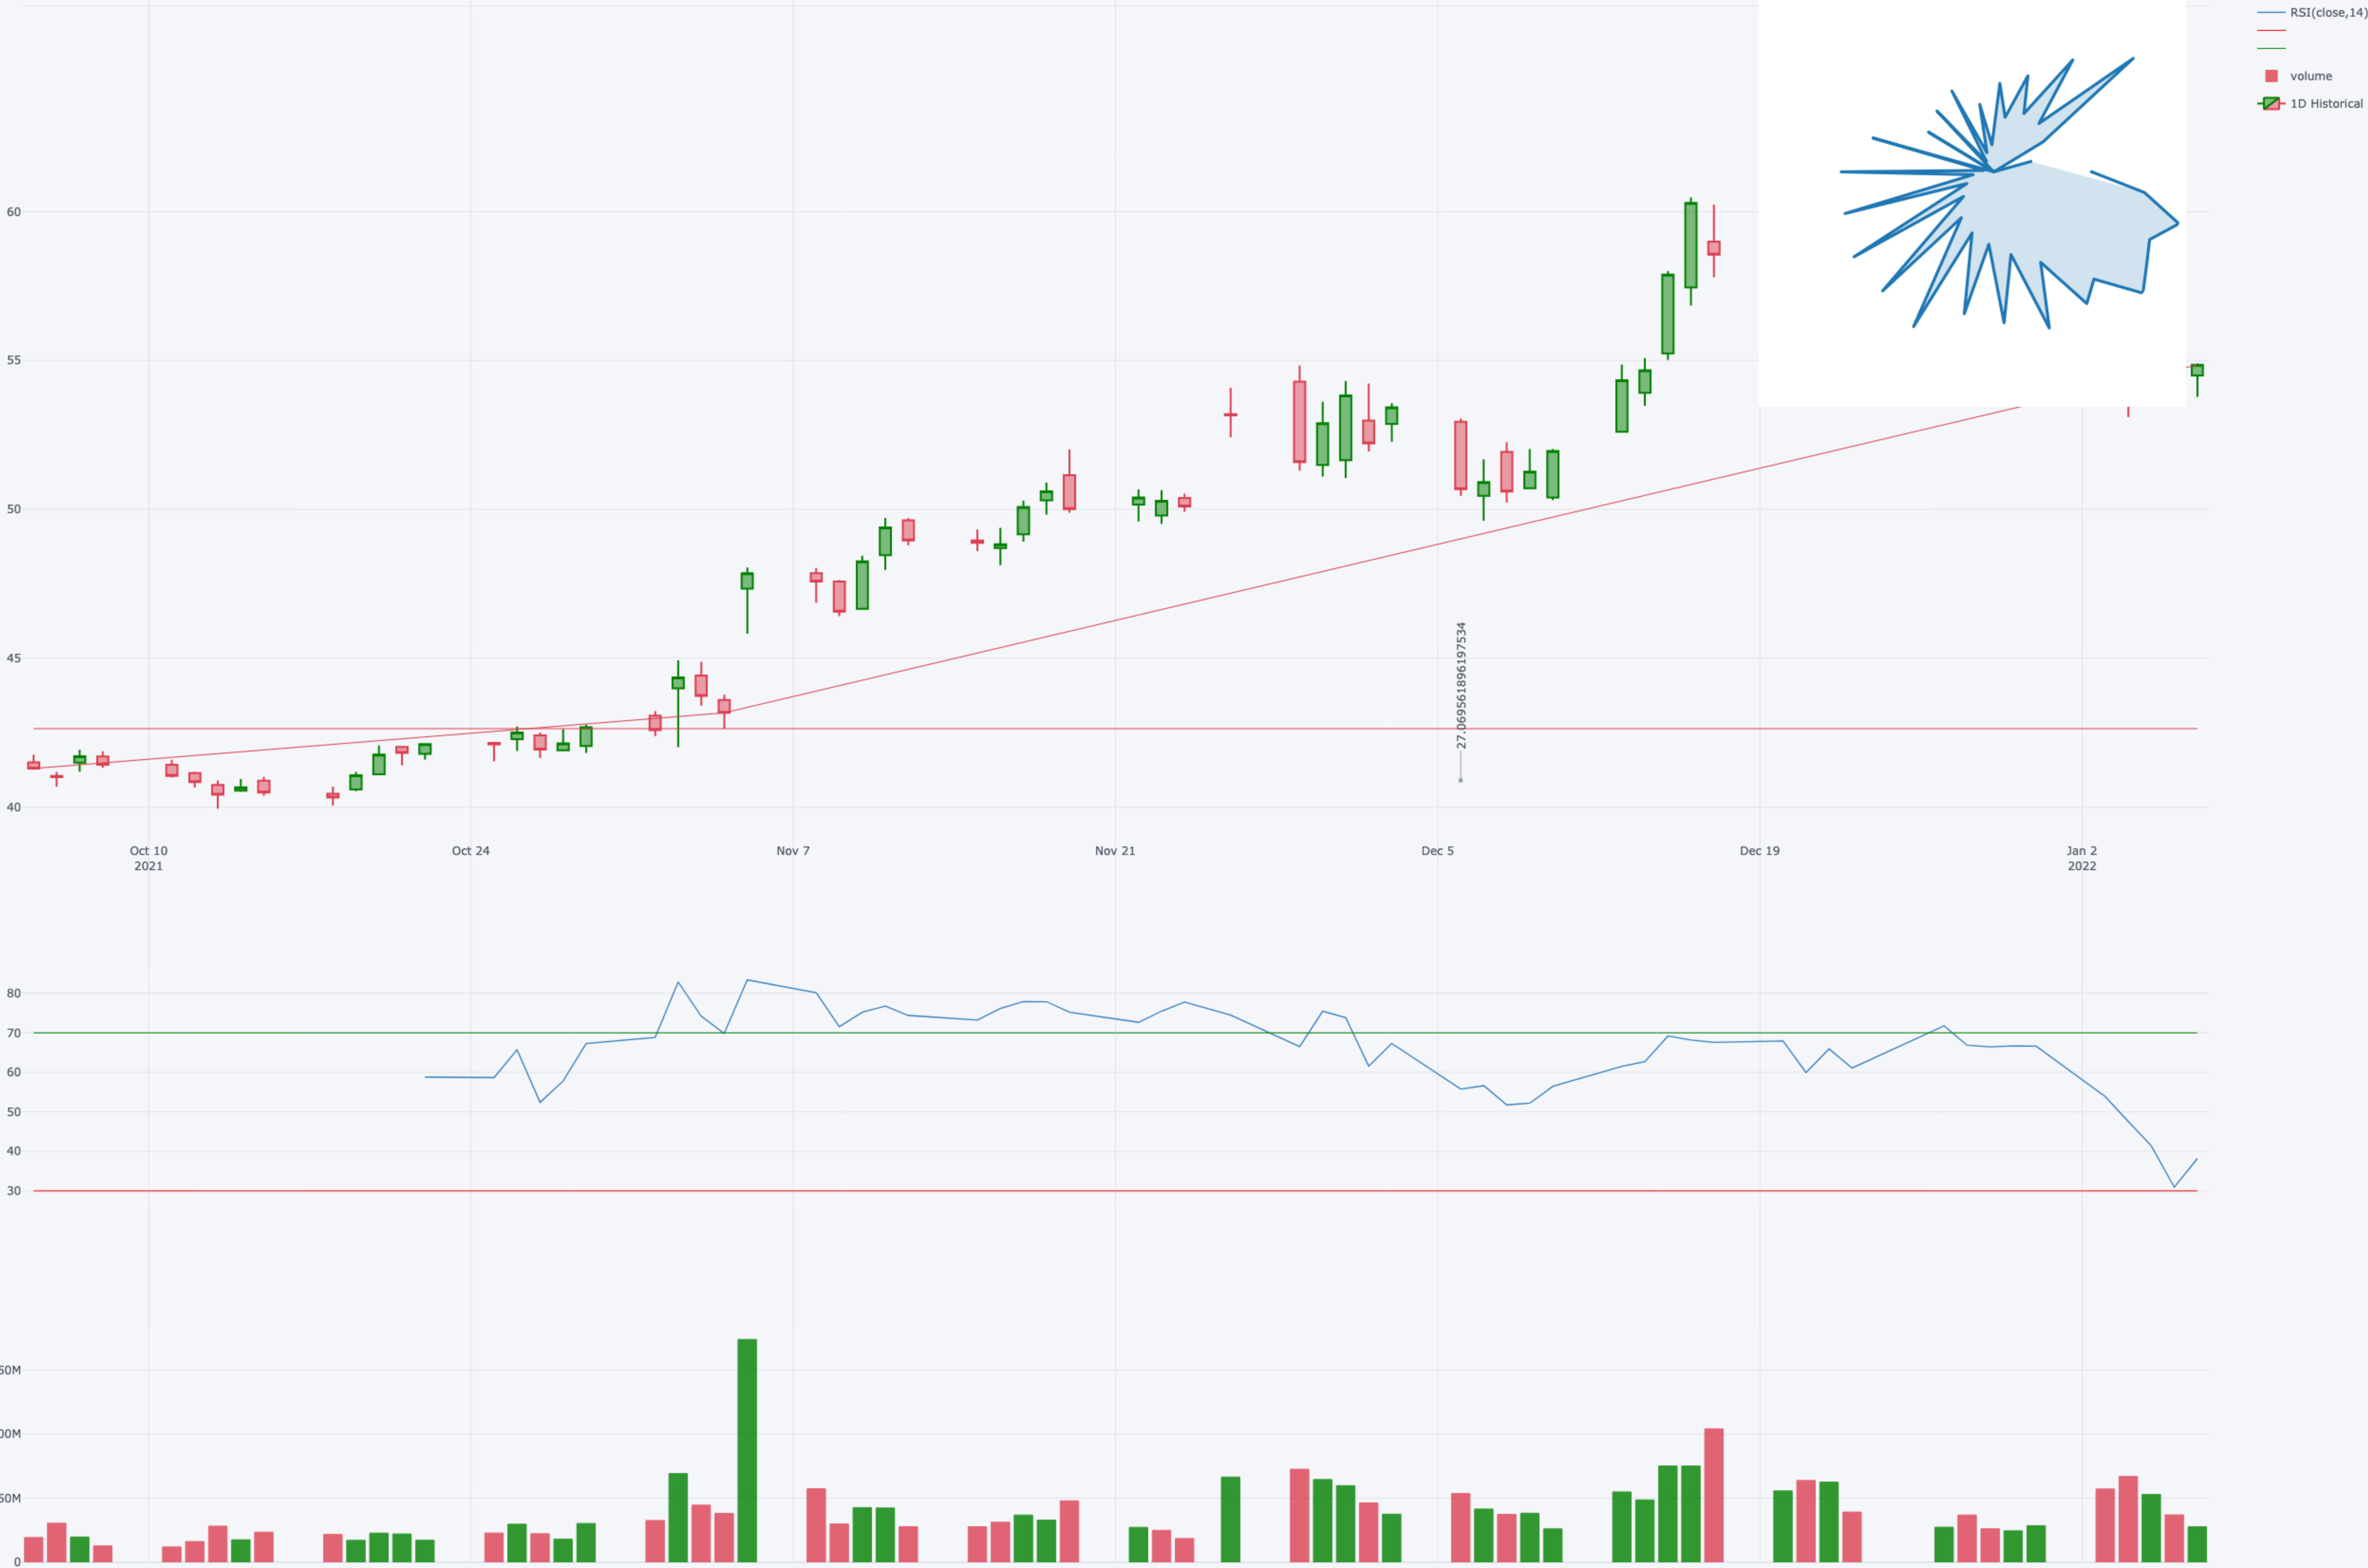 RSI(close,14)
volume
1D Historical
60
55
50
45
40
27.069561896197534
Oct 10
2021
Oct 24
Nov 7
Nov 21
Dec 5
Dec 19
Jan 2
2022
80
70
60
50
40
30
50M
00M
50M
0